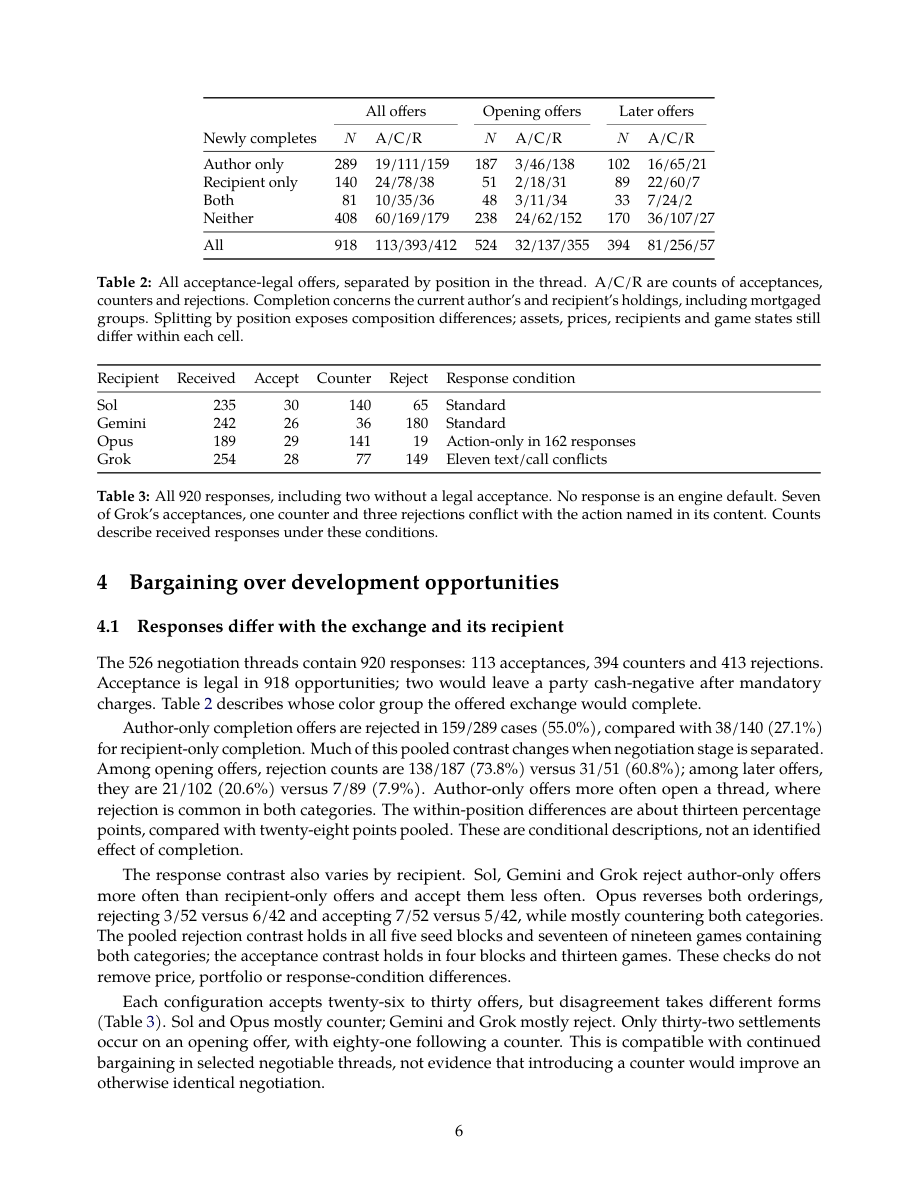 All offers Opening offers Later offers
Newly completes N A/C/R N A/C/R N A/C/R
Author only 289 19/111/159 187 3/46/138 102 16/65/21
Recipient only 140 24/78/38 51 2/18/31 89 22/60/7
Both 81 10/35/36 48 3/11/34 33 7/24/2
Neither 408 60/169/179 238 24/62/152 170 36/107/27
All 918 113/393/412 524 32/137/355 394 81/256/57
Table 2: All acceptance-legal offers, separated by position in the thread. A/C/R are counts of acceptances,
counters and rejections. Completion concerns the current author's and recipient's holdings, including mortgaged
groups. Splitting by position exposes composition differences; assets, prices, recipients and game states still
differ within each cell.
Recipient Received Accept Counter Reject Response condition
Sol 235 30 140 65 Standard
Gemini 242 26 36 180 Standard
Opus 189 29 141 19 Action-only in 162 responses
Grok 254 28 77 149 Eleven text/call conflicts
Table 3: All 920 responses, including two without a legal acceptance. No response is an engine default. Seven
of Grok's acceptances, one counter and three rejections conflict with the action named in its content. Counts
describe received responses under these conditions.
4 Bargaining over development opportunities
4.1 Responses differ with the exchange and its recipient
The 526 negotiation threads contain 920 responses: 113 acceptances, 394 counters and 413 rejections.
Acceptance is legal in 918 opportunities; two would leave a party cash-negative after mandatory
charges. Table 2 describes whose color group the offered exchange would complete.
Author-only completion offers are rejected in 159/289 cases (55.0%), compared with 38/140 (27.1%)
for recipient-only completion. Much of this pooled contrast changes when negotiation stage is separated.
Among opening offers, rejection counts are 138/187 (73.8%) versus 31/51 (60.8%); among later offers,
they are 21/102 (20.6%) versus 7/89 (7.9%). Author-only offers more often open a thread, where
rejection is common in both categories. The within-position differences are about thirteen percentage
points, compared with twenty-eight points pooled. These are conditional descriptions, not an identified
effect of completion.
The response contrast also varies by recipient. Sol, Gemini and Grok reject author-only offers
more often than recipient-only offers and accept them less often. Opus reverses both orderings,
rejecting 3/52 versus 6/42 and accepting 7/52 versus 5/42, while mostly countering both categories.
The pooled rejection contrast holds in all five seed blocks and seventeen of nineteen games containing
both categories; the acceptance contrast holds in four blocks and thirteen games. These checks do not
remove price, portfolio or response-condition differences.
Each configuration accepts twenty-six to thirty offers, but disagreement takes different forms
(Table 3). Sol and Opus mostly counter; Gemini and Grok mostly reject. Only thirty-two settlements
occur on an opening offer, with eighty-one following a counter. This is compatible with continued
bargaining in selected negotiable threads, not evidence that introducing a counter would improve an
otherwise identical negotiation.
6